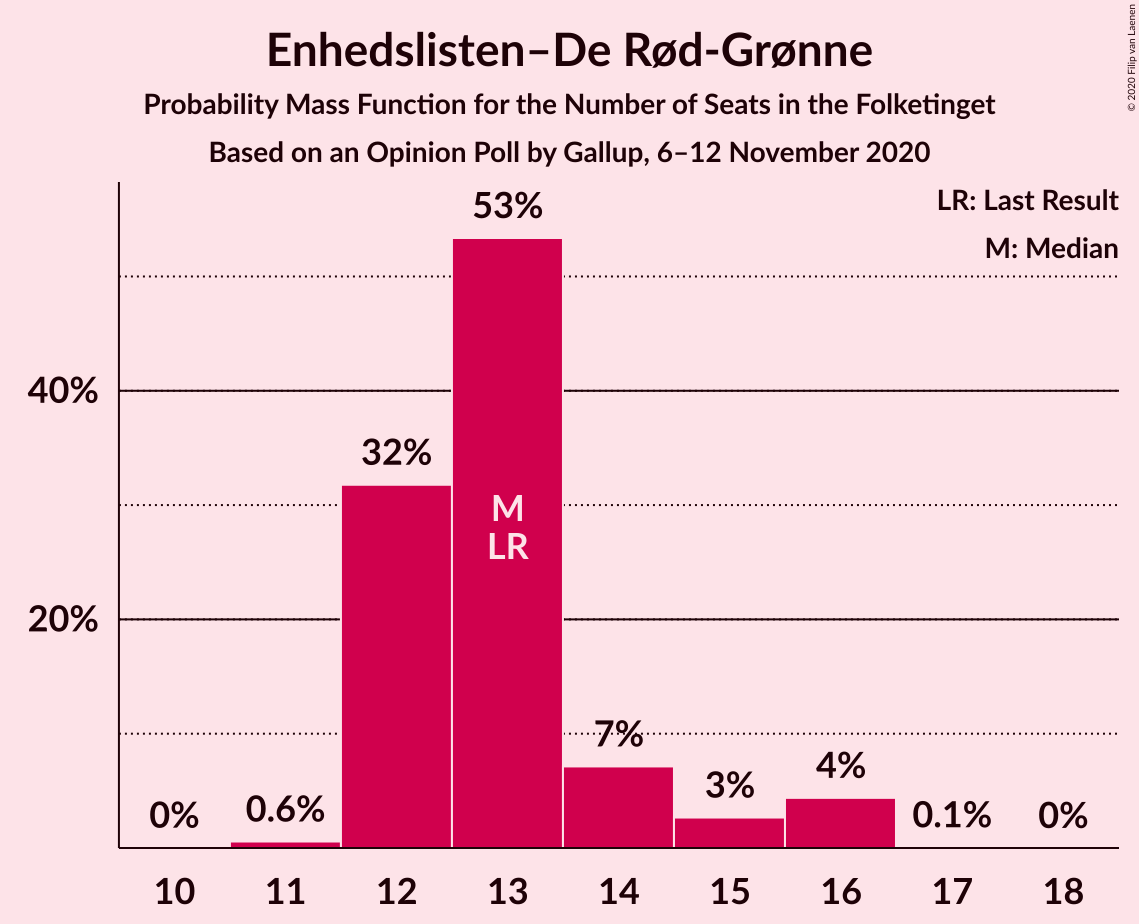 Enhedslisten–De Rød-Grønne
Probability Mass Function for the Number of Seats in the Folketinget
Based on an Opinion Poll by Gallup, 6–12 November 2020
© 2020 Filip van Laenen
LR: Last Result
M: Median
53%
40%
32%
M
LR
20%
7%
4%
3%
0.6%
0%
0.1%
0%
10 11 12 13 14 15 16 17 18